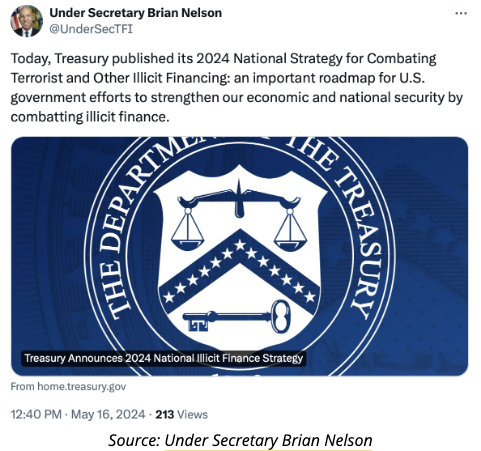 Under Secretary Brian Nelson
@UnderSecTFI
Today, Treasury published its 2024 National Strategy for Combating
Terrorist and Other Illicit Financing: an important roadmap for U.S.
government efforts to strengthen our economic and national security by
combatting illicit finance.
THE DEPARTMENT OF THE TREASURY
Treasury Announces 2024 National Illicit Finance Strategy
From home.treasury.gov
12:40 PM · May 16, 2024 · 213 Views
Source: Under Secretary Brian Nelson